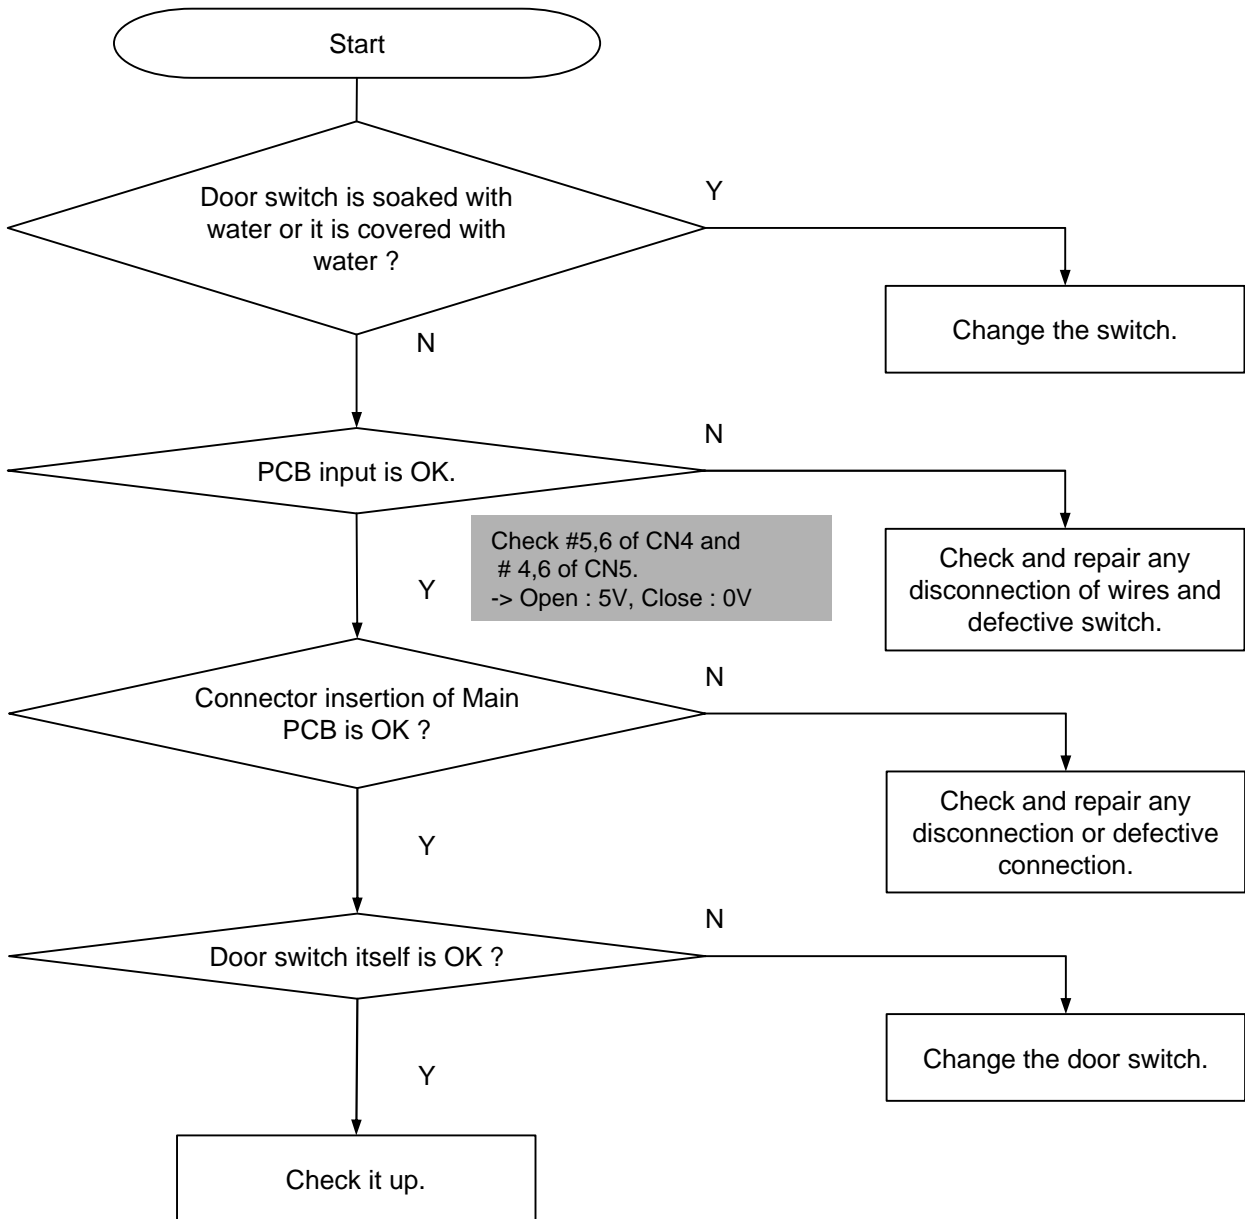 Start
Door switch is soaked with
water or it is covered with
water ?
Y
Change the switch.
N
PCB input is OK.
N
Check and repair any
disconnection of wires and
defective switch.
Check #5,6 of CN4 and
# 4,6 of CN5.
-> Open : 5V, Close : 0V
Y
Connector insertion of Main
PCB is OK ?
N
Check and repair any
disconnection or defective
connection.
Y
Door switch itself is OK ?
N
Change the door switch.
Y
Check it up.